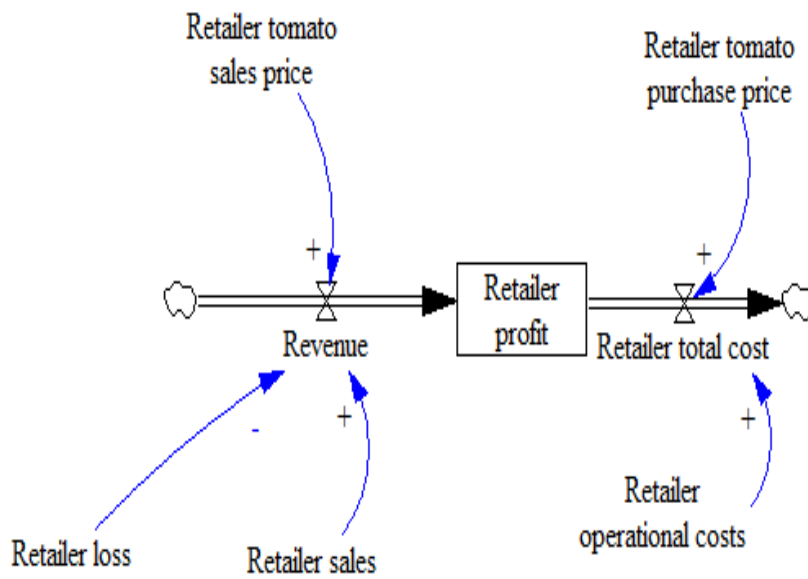 Retailer tomato
sales price
Retailer tomato
purchase price
+
+
Retailer
profit
Revenue
Retailer total cost
-
+
+
Retailer
operational costs
Retailer loss
Retailer sales